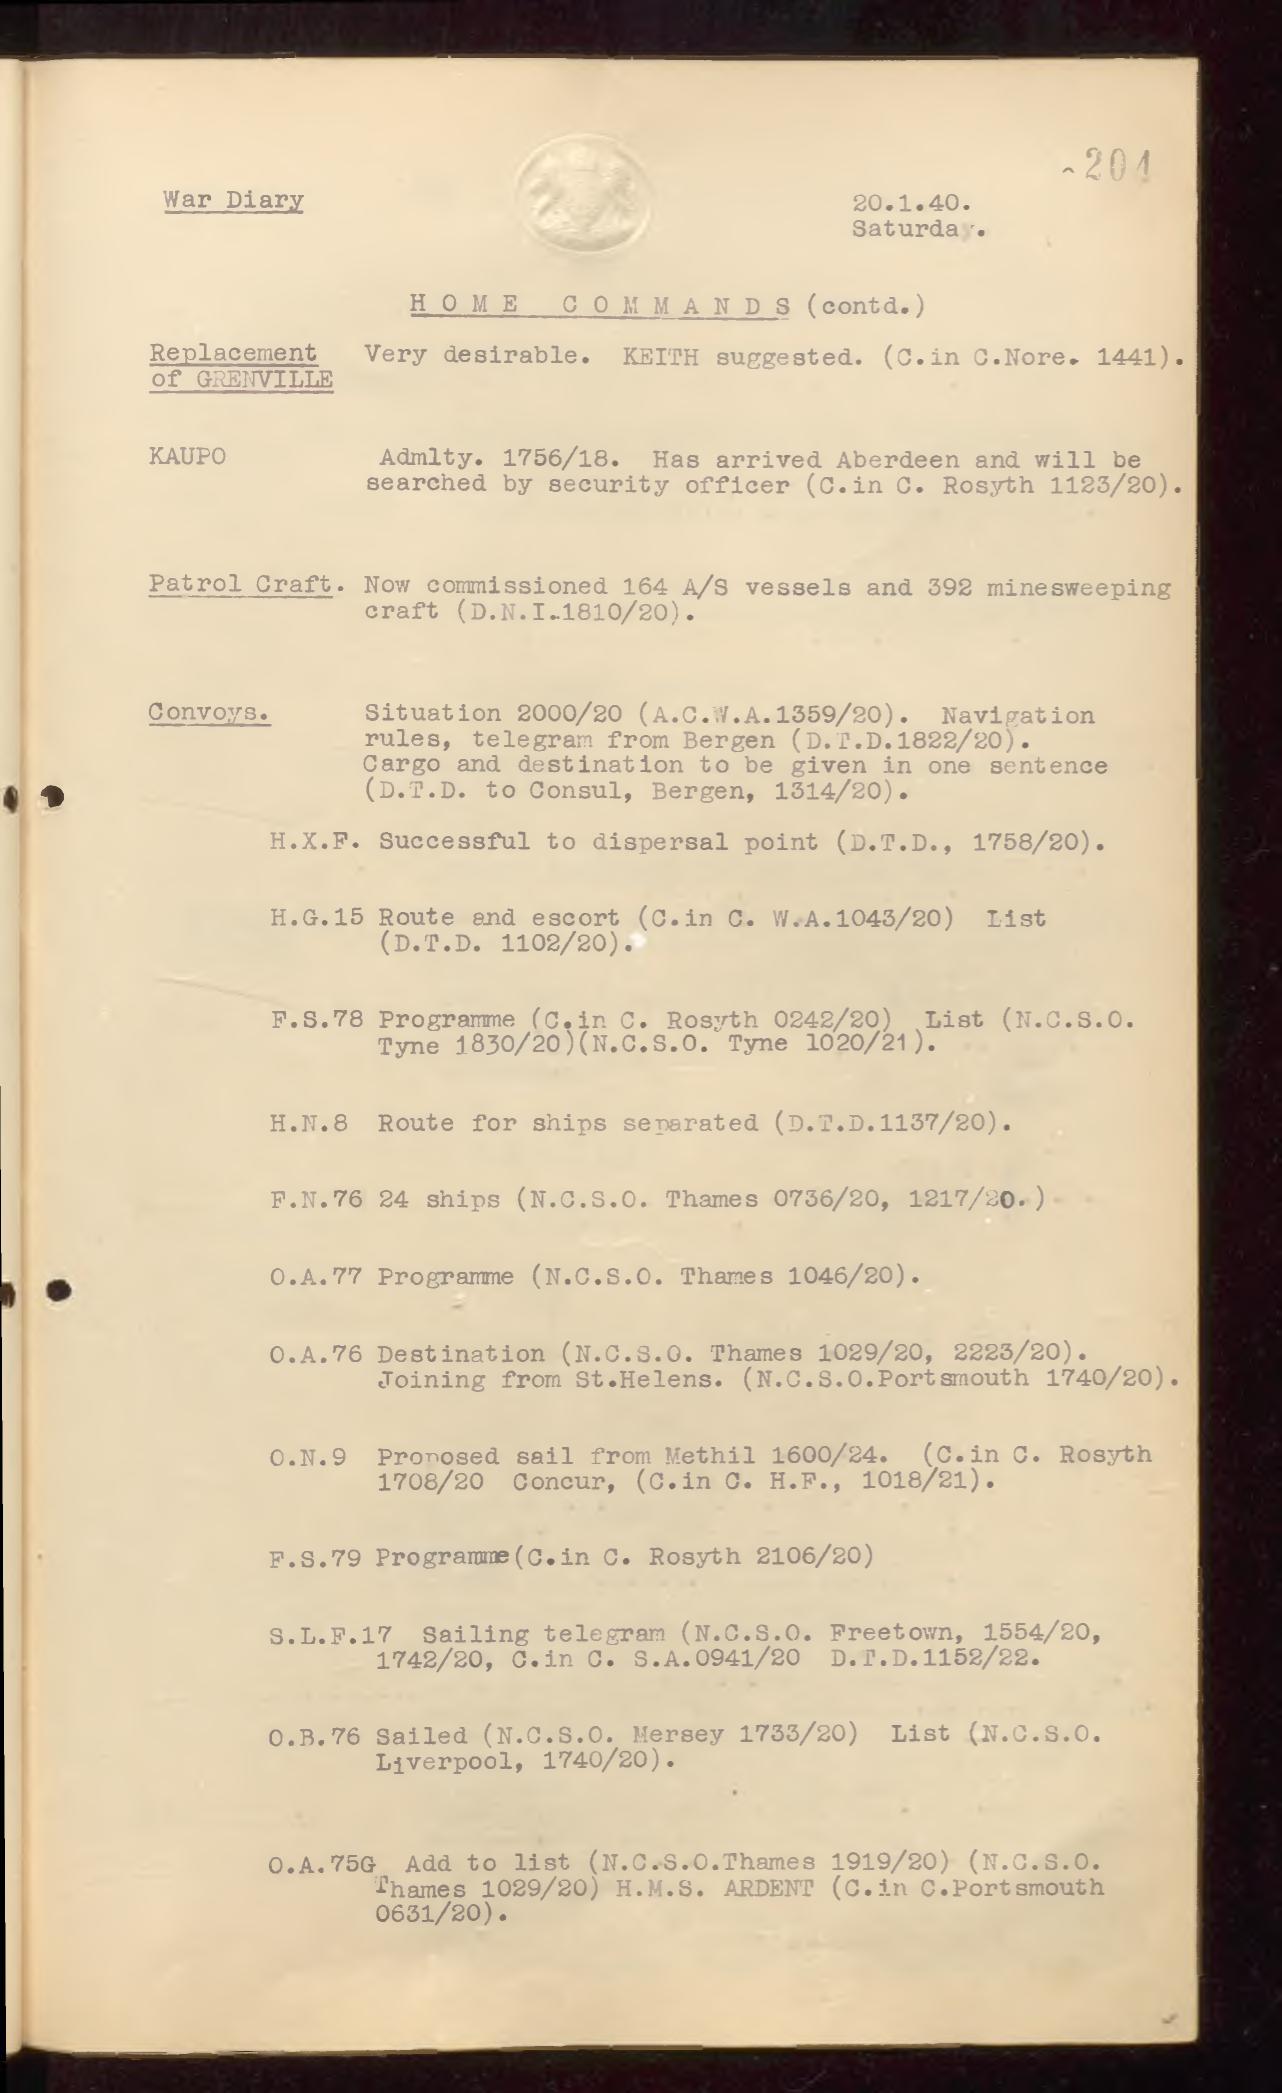 204
War Diary
20.1.40.
Saturday.
HOME COMMANDS (contd.)
Replacement of GRENVILLE
Very desirable. KEITH suggested. (C.in C.Nore. 1441).
KAUPO Admlty. 1756/18. Has arrived Aberdeen and will be
searched by security officer (C.in C. Rosyth 1123/20).
Patrol Craft. Now commissioned 164 A/S vessels and 392 minesweeping
craft (D.N.I.1810/20).
Convoys. Situation 2000/20 (A.C.W.A.1359/20). Navigation
rules, telegram from Bergen (D.T.D.1822/20).
Cargo and destination to be given in one sentence
(D.T.D. to Consul, Bergen, 1314/20).
H.X.F. Successful to dispersal point (D.T.D., 1758/20).
H.G.15 Route and escort (C.in C. W.A.1043/20) List
(D.T.D. 1102/20).
F.S.78 Programme (C.in C. Rosyth 0242/20) List (N.C.S.O.
Tyne 1830/20)(N.C.S.O. Tyne 1020/21).
H.N.8 Route for ships separated (D.T.D.1137/20).
F.N.76 24 ships (N.C.S.O. Thames 0736/20, 1217/20.)
O.A.77 Programme (N.C.S.O. Thames 1046/20).
O.A.76 Destination (N.C.S.O. Thames 1029/20, 2223/20).
Joining from St.Helens. (N.C.S.O.Portsmouth 1740/20).
O.N.9 Proposed sail from Methil 1600/24. (C.in C. Rosyth
1708/20 Concur, (C.in C. H.F., 1018/21).
F.S.79 Programme(C.in C. Rosyth 2106/20)
S.L.F.17 Sailing telegram (N.C.S.O. Freetown, 1554/20,
1742/20, C.in C. S.A.0941/20 D.T.D.1152/22.
O.B.76 Sailed (N.C.S.O. Mersey 1733/20) List (N.C.S.O.
Liverpool, 1740/20).
O.A.75G Add to list (N.C.S.O.Thames 1919/20) (N.C.S.O.
Thames 1029/20) H.M.S. ARDENT (C.in C.Portsmouth
0631/20).